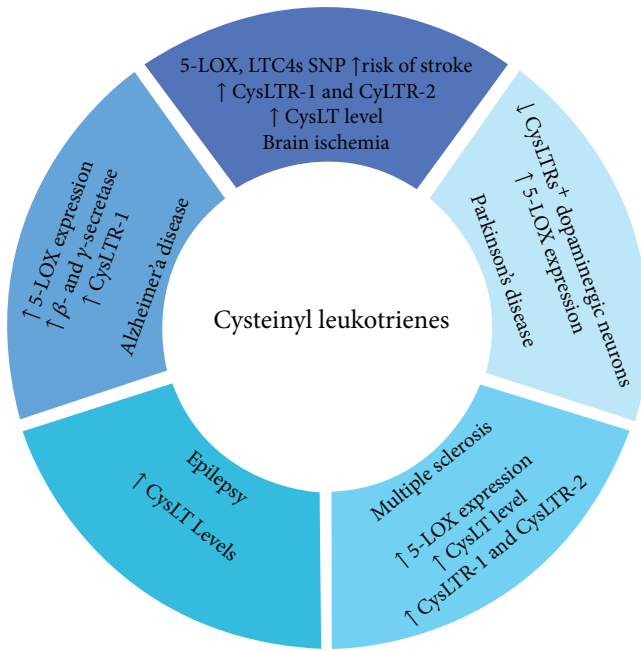 5-LOX, LTC4s SNP ↑risk of stroke
↑ CysLTR-1 and CyLTR-2
↑ CysLT level
Brain ischemia
↓ CysLTRs⁺ dopaminergic neurons
↑ 5-LOX expression
Parkinson's disease
Multiple sclerosis
↑ 5-LOX expression
↑ CysLT level
↑ CysLTR-1 and CysLTR-2
Epilepsy
↑ CysLT Levels
↑ 5-LOX expression
↑ β- and γ-secretase
↑ CysLTR-1
Alzheimer'a disease
Cysteinyl leukotrienes